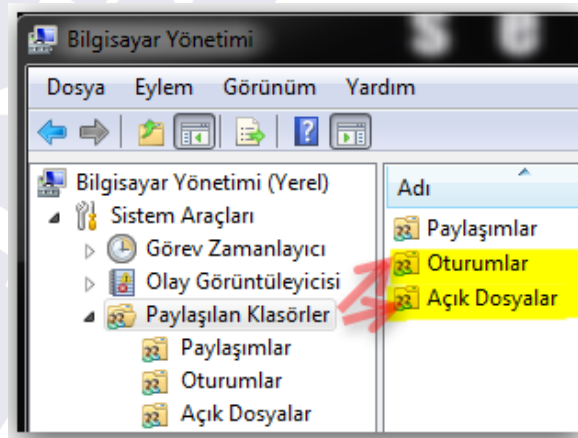 Bilgisayar Yönetimi
Dosya Eylem Görünüm Yardım
Bilgisayar Yönetimi (Yerel)
Sistem Araçları
Görev Zamanlayıcı
Olay Görüntüleyicisi
Paylaşılan Klasörler
Paylaşımlar
Oturumlar
Açık Dosyalar
Adı
Paylaşımlar
Oturumlar
Açık Dosyalar